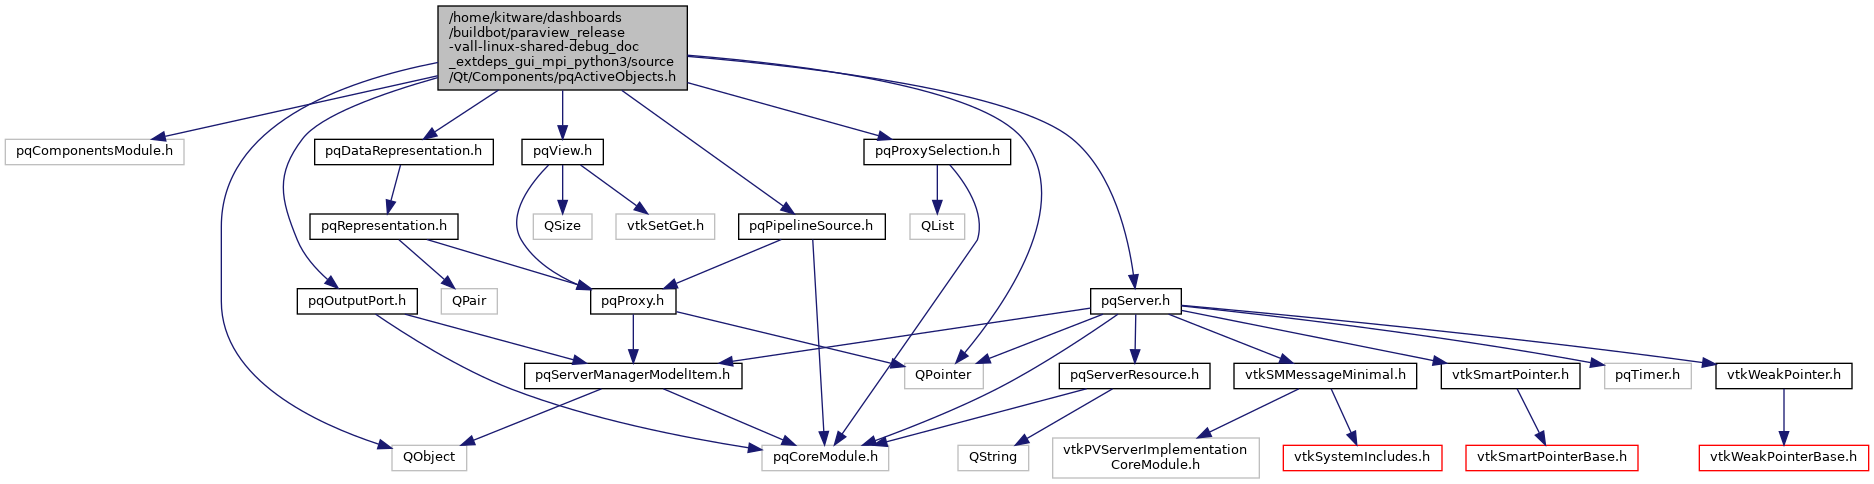 /home/kitware/dashboards
/buildbot/paraview_release
-vall-linux-shared-debug_doc
_extdeps_gui_mpi_python3/source
/Qt/Components/pqActiveObjects.h
pqComponentsModule.h
pqDataRepresentation.h
pqView.h
pqProxySelection.h
pqRepresentation.h
QSize
vtkSetGet.h
pqPipelineSource.h
QList
pqOutputPort.h
QPair
pqProxy.h
pqServer.h
pqServerManagerModelItem.h
QPointer
pqServerResource.h
vtkSMMessageMinimal.h
vtkSmartPointer.h
pqTimer.h
vtkWeakPointer.h
QObject
pqCoreModule.h
QString
vtkPVServerImplementation
CoreModule.h
vtkSystemIncludes.h
vtkSmartPointerBase.h
vtkWeakPointerBase.h